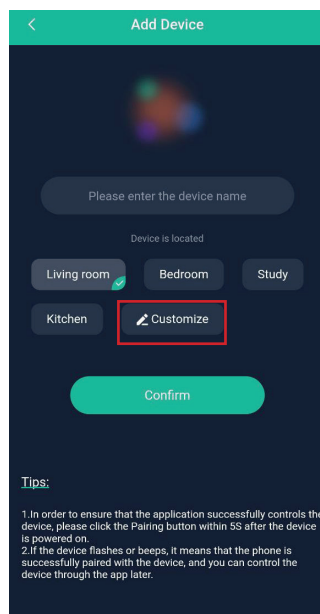 Add Device
Please enter the device name
Device is located
Living room Bedroom Study
Kitchen Customize
Confirm
Tips:
1.In order to ensure that the application successfully controls the
device, please click the Pairing button within 5S after the device
is powered on.
2.If the device flashes or beeps, it means that the phone is
successfully paired with the device, and you can control the
device through the app later.